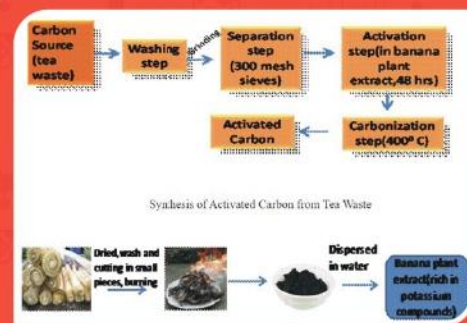 Carbon
Source
(tea
waste)
Washing
step
Grinding
Separation
step
(300 mesh
sieves)
Activation
step(in banana
plant
extract,48 hrs)
Activated
Carbon
Carbonization
step(400º C)
Synthesis of Activated Carbon from Tea Waste
Dried,wash and
cutting in small
pieces, burning
Dispersed
in water
Banana plant
extract(rich in
potassium
compounds)